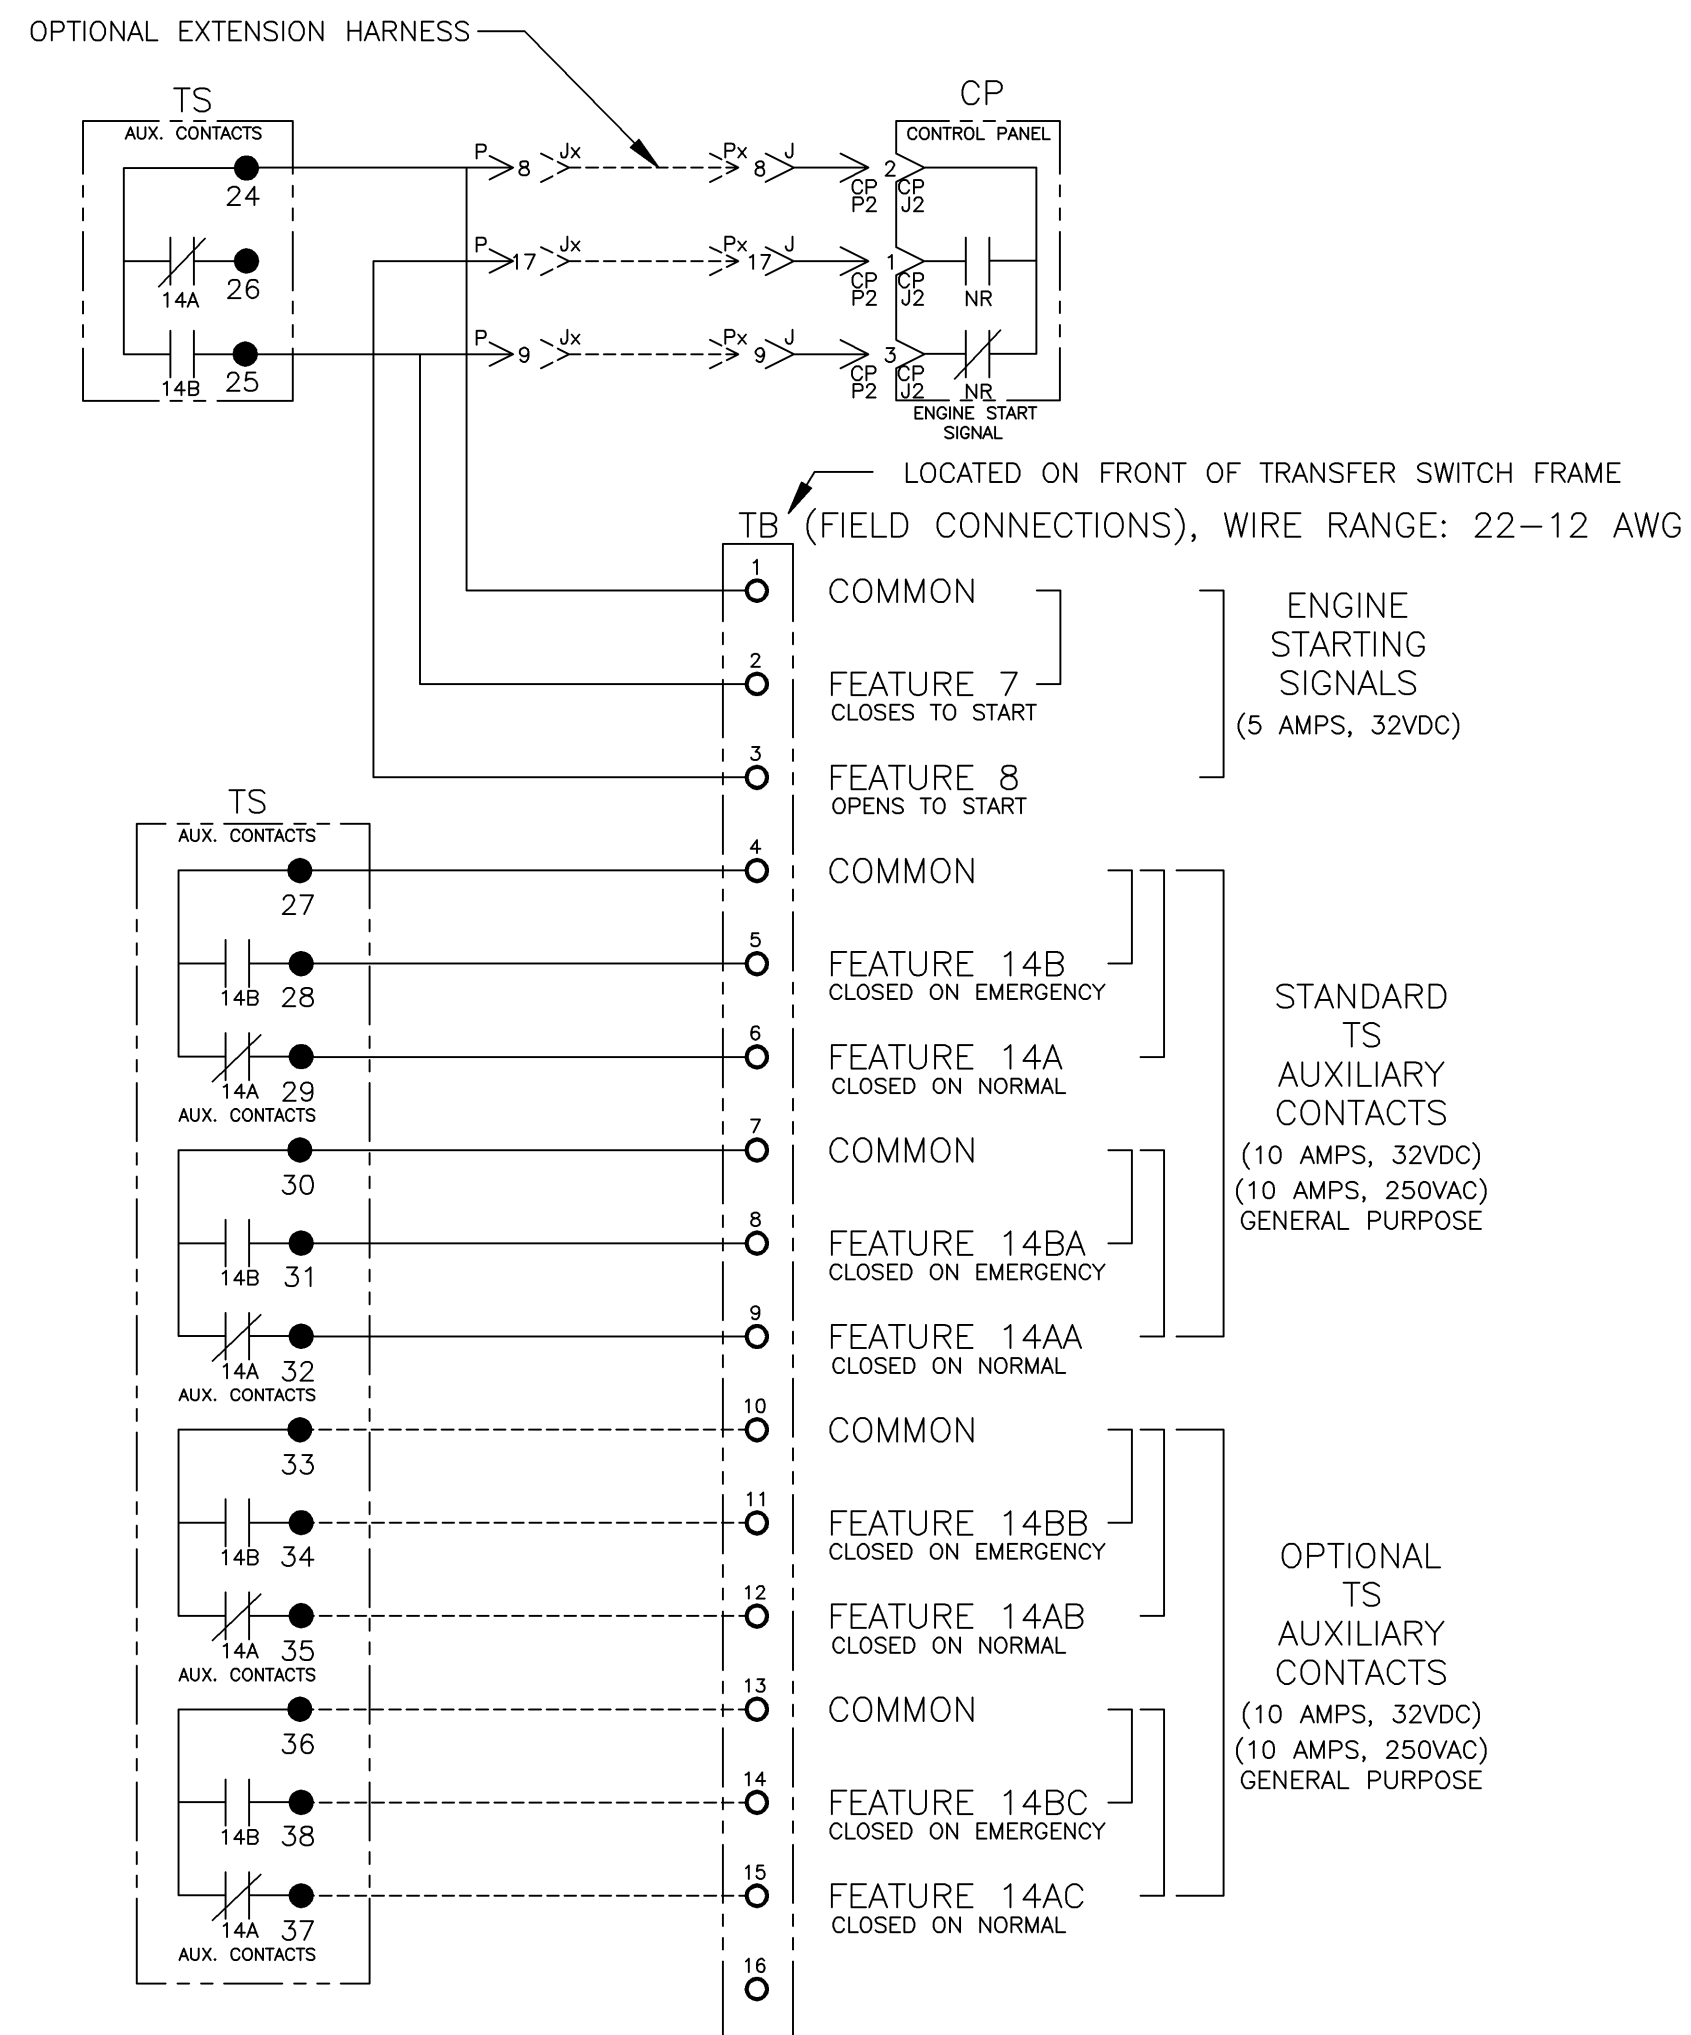 OPTIONAL EXTENSION HARNESS
TS
AUX. CONTACTS
24
14A
26
14B
25
P 8 Jx Px 8 J 2
CP CP
P2 J2
P 17 Jx Px 17 J 1
CP CP
P2 J2
NR
P 9 Jx Px 9 J 3
CP CP
P2 J2
NR
CP
CONTROL PANEL
ENGINE START
SIGNAL
LOCATED ON FRONT OF TRANSFER SWITCH FRAME
TB (FIELD CONNECTIONS), WIRE RANGE: 22-12 AWG
1
COMMON
2
FEATURE 7
CLOSES TO START
3
FEATURE 8
OPENS TO START
ENGINE
STARTING
SIGNALS
(5 AMPS, 32VDC)
TS
AUX. CONTACTS
27
4
COMMON
14B
28
5
FEATURE 14B
CLOSED ON EMERGENCY
14A
29
6
FEATURE 14A
CLOSED ON NORMAL
AUX. CONTACTS
30
7
COMMON
14B
31
8
FEATURE 14BA
CLOSED ON EMERGENCY
14A
32
9
FEATURE 14AA
CLOSED ON NORMAL
STANDARD
TS
AUXILIARY
CONTACTS
(10 AMPS, 32VDC)
(10 AMPS, 250VAC)
GENERAL PURPOSE
AUX. CONTACTS
33
10
COMMON
14B
34
11
FEATURE 14BB
CLOSED ON EMERGENCY
14A
35
12
FEATURE 14AB
CLOSED ON NORMAL
AUX. CONTACTS
36
13
COMMON
14B
38
14
FEATURE 14BC
CLOSED ON EMERGENCY
14A
37
15
FEATURE 14AC
CLOSED ON NORMAL
AUX. CONTACTS
16
OPTIONAL
TS
AUXILIARY
CONTACTS
(10 AMPS, 32VDC)
(10 AMPS, 250VAC)
GENERAL PURPOSE